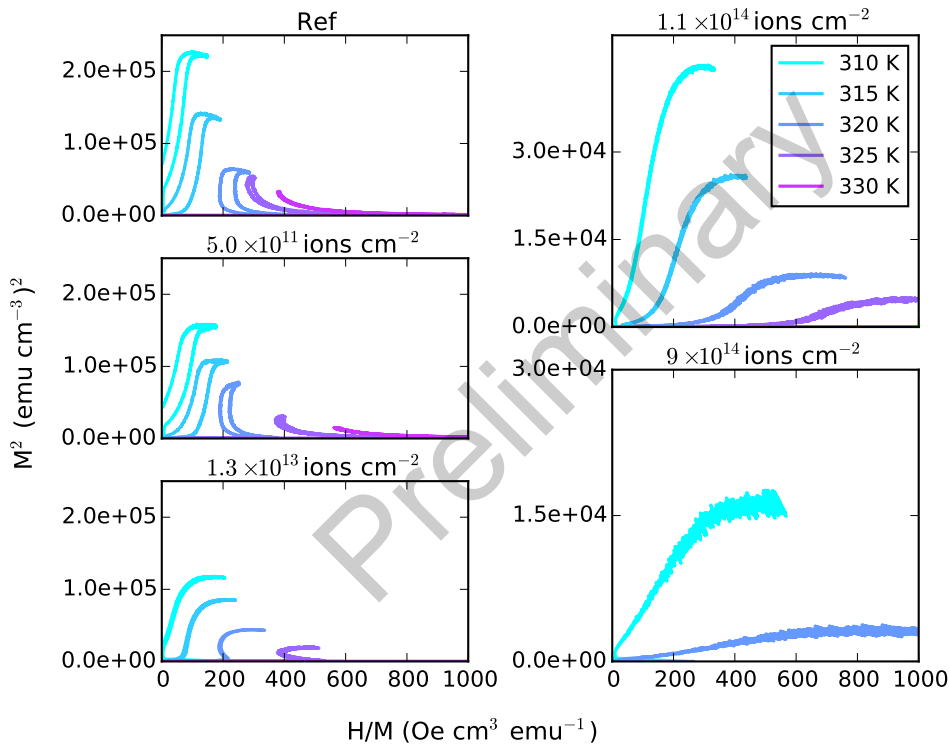 Ref
2.0e+05
1.0e+05
0.0e+00
5.0 ×10¹¹ ions cm⁻²
2.0e+05
1.0e+05
0.0e+00
1.3 ×10¹³ ions cm⁻²
2.0e+05
1.0e+05
0.0e+00
0 200 400 600 800 1000
1.1 ×10¹⁴ ions cm⁻²
310 K
315 K
320 K
325 K
330 K
3.0e+04
1.5e+04
0.0e+00
9 ×10¹⁴ ions cm⁻²
3.0e+04
1.5e+04
0.0e+00
0 200 400 600 800 1000
M² (emu cm⁻³)²
H/M (Oe cm³ emu⁻¹)
Preliminary